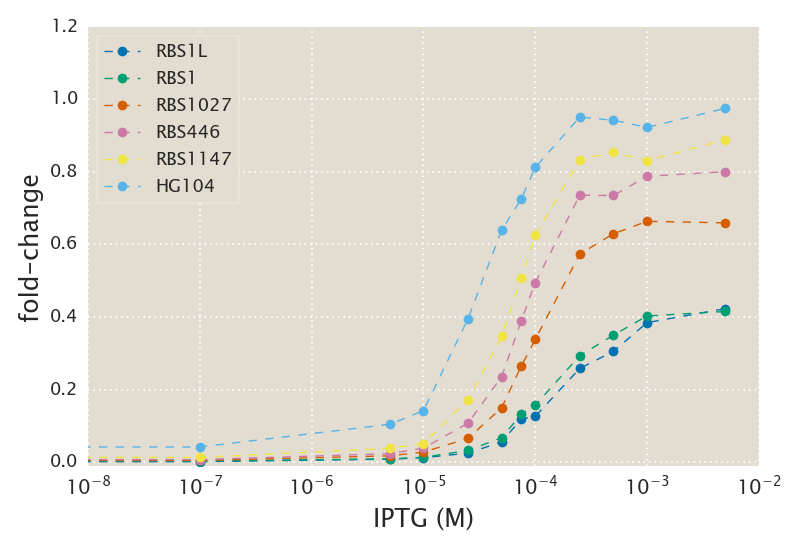 1.2
1.0
0.8
0.6
0.4
0.2
0.0
fold-change
RBS1L
RBS1
RBS1027
RBS446
RBS1147
HG104
10⁻⁸ 10⁻⁷ 10⁻⁶ 10⁻⁵ 10⁻⁴ 10⁻³ 10⁻²
IPTG (M)